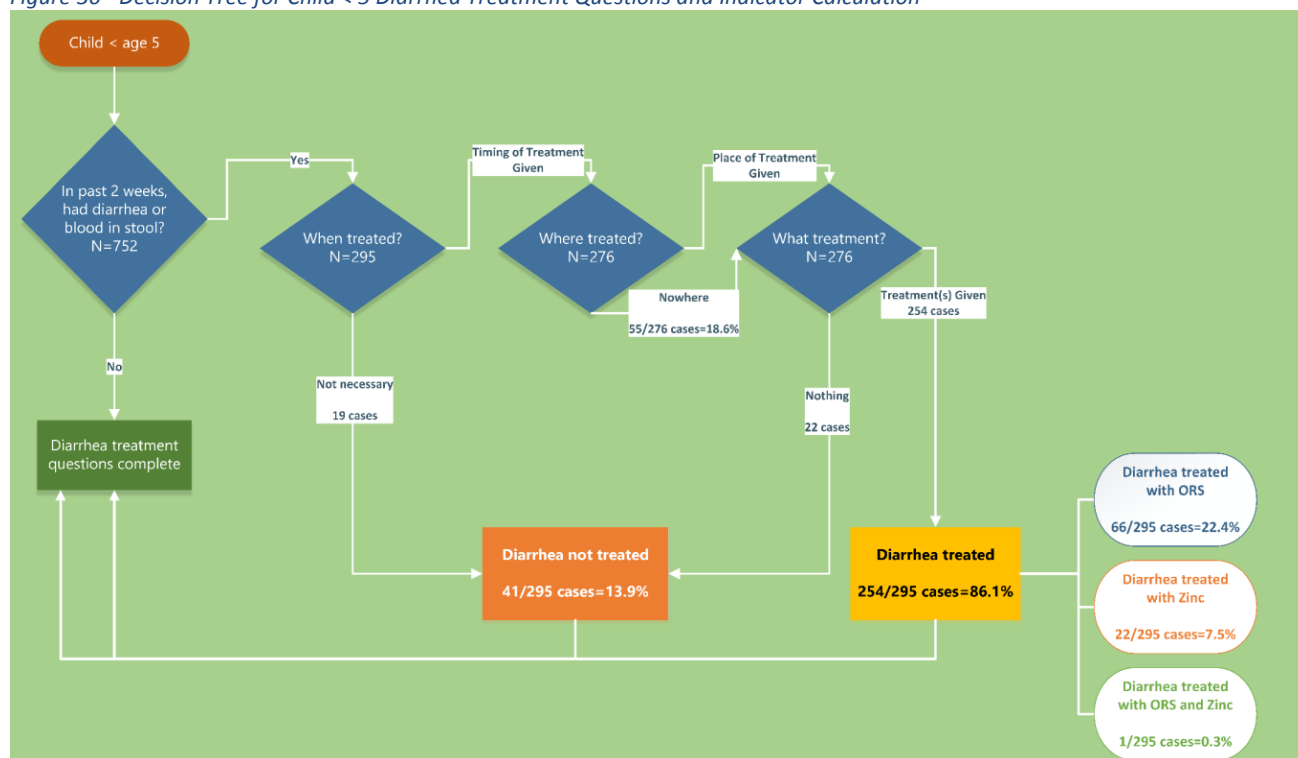 Figure 36 - Decision Tree for Child < 5 Diarrhea Treatment Questions and Indicator Calculation
Child < age 5
In past 2 weeks,
had diarrhea or
blood in stool?
N=752
Yes
When treated?
N=295
Timing of Treatment
Given
Where treated?
N=276
Place of Treatment
Given
What treatment?
N=276
Nowhere
55/276 cases=18.6%
Treatment(s) Given
254 cases
No
Not necessary
19 cases
Nothing
22 cases
Diarrhea treatment
questions complete
Diarrhea not treated
41/295 cases=13.9%
Diarrhea treated
254/295 cases=86.1%
Diarrhea treated
with ORS
66/295 cases=22.4%
Diarrhea treated
with Zinc
22/295 cases=7.5%
Diarrhea treated
with ORS and Zinc
1/295 cases=0.3%